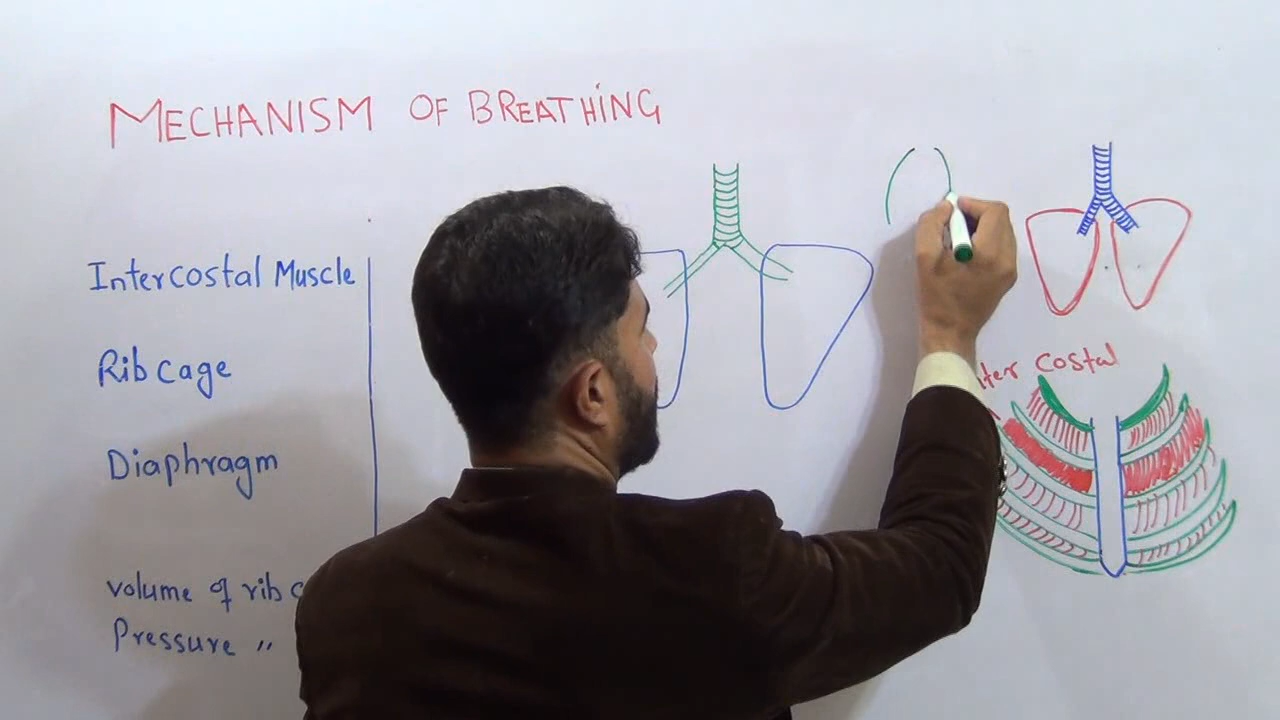 MECHANISM OF BREATHING
Intercostal Muscle
Rib cage
Diaphragm
volume of rib
Pressure "
costal